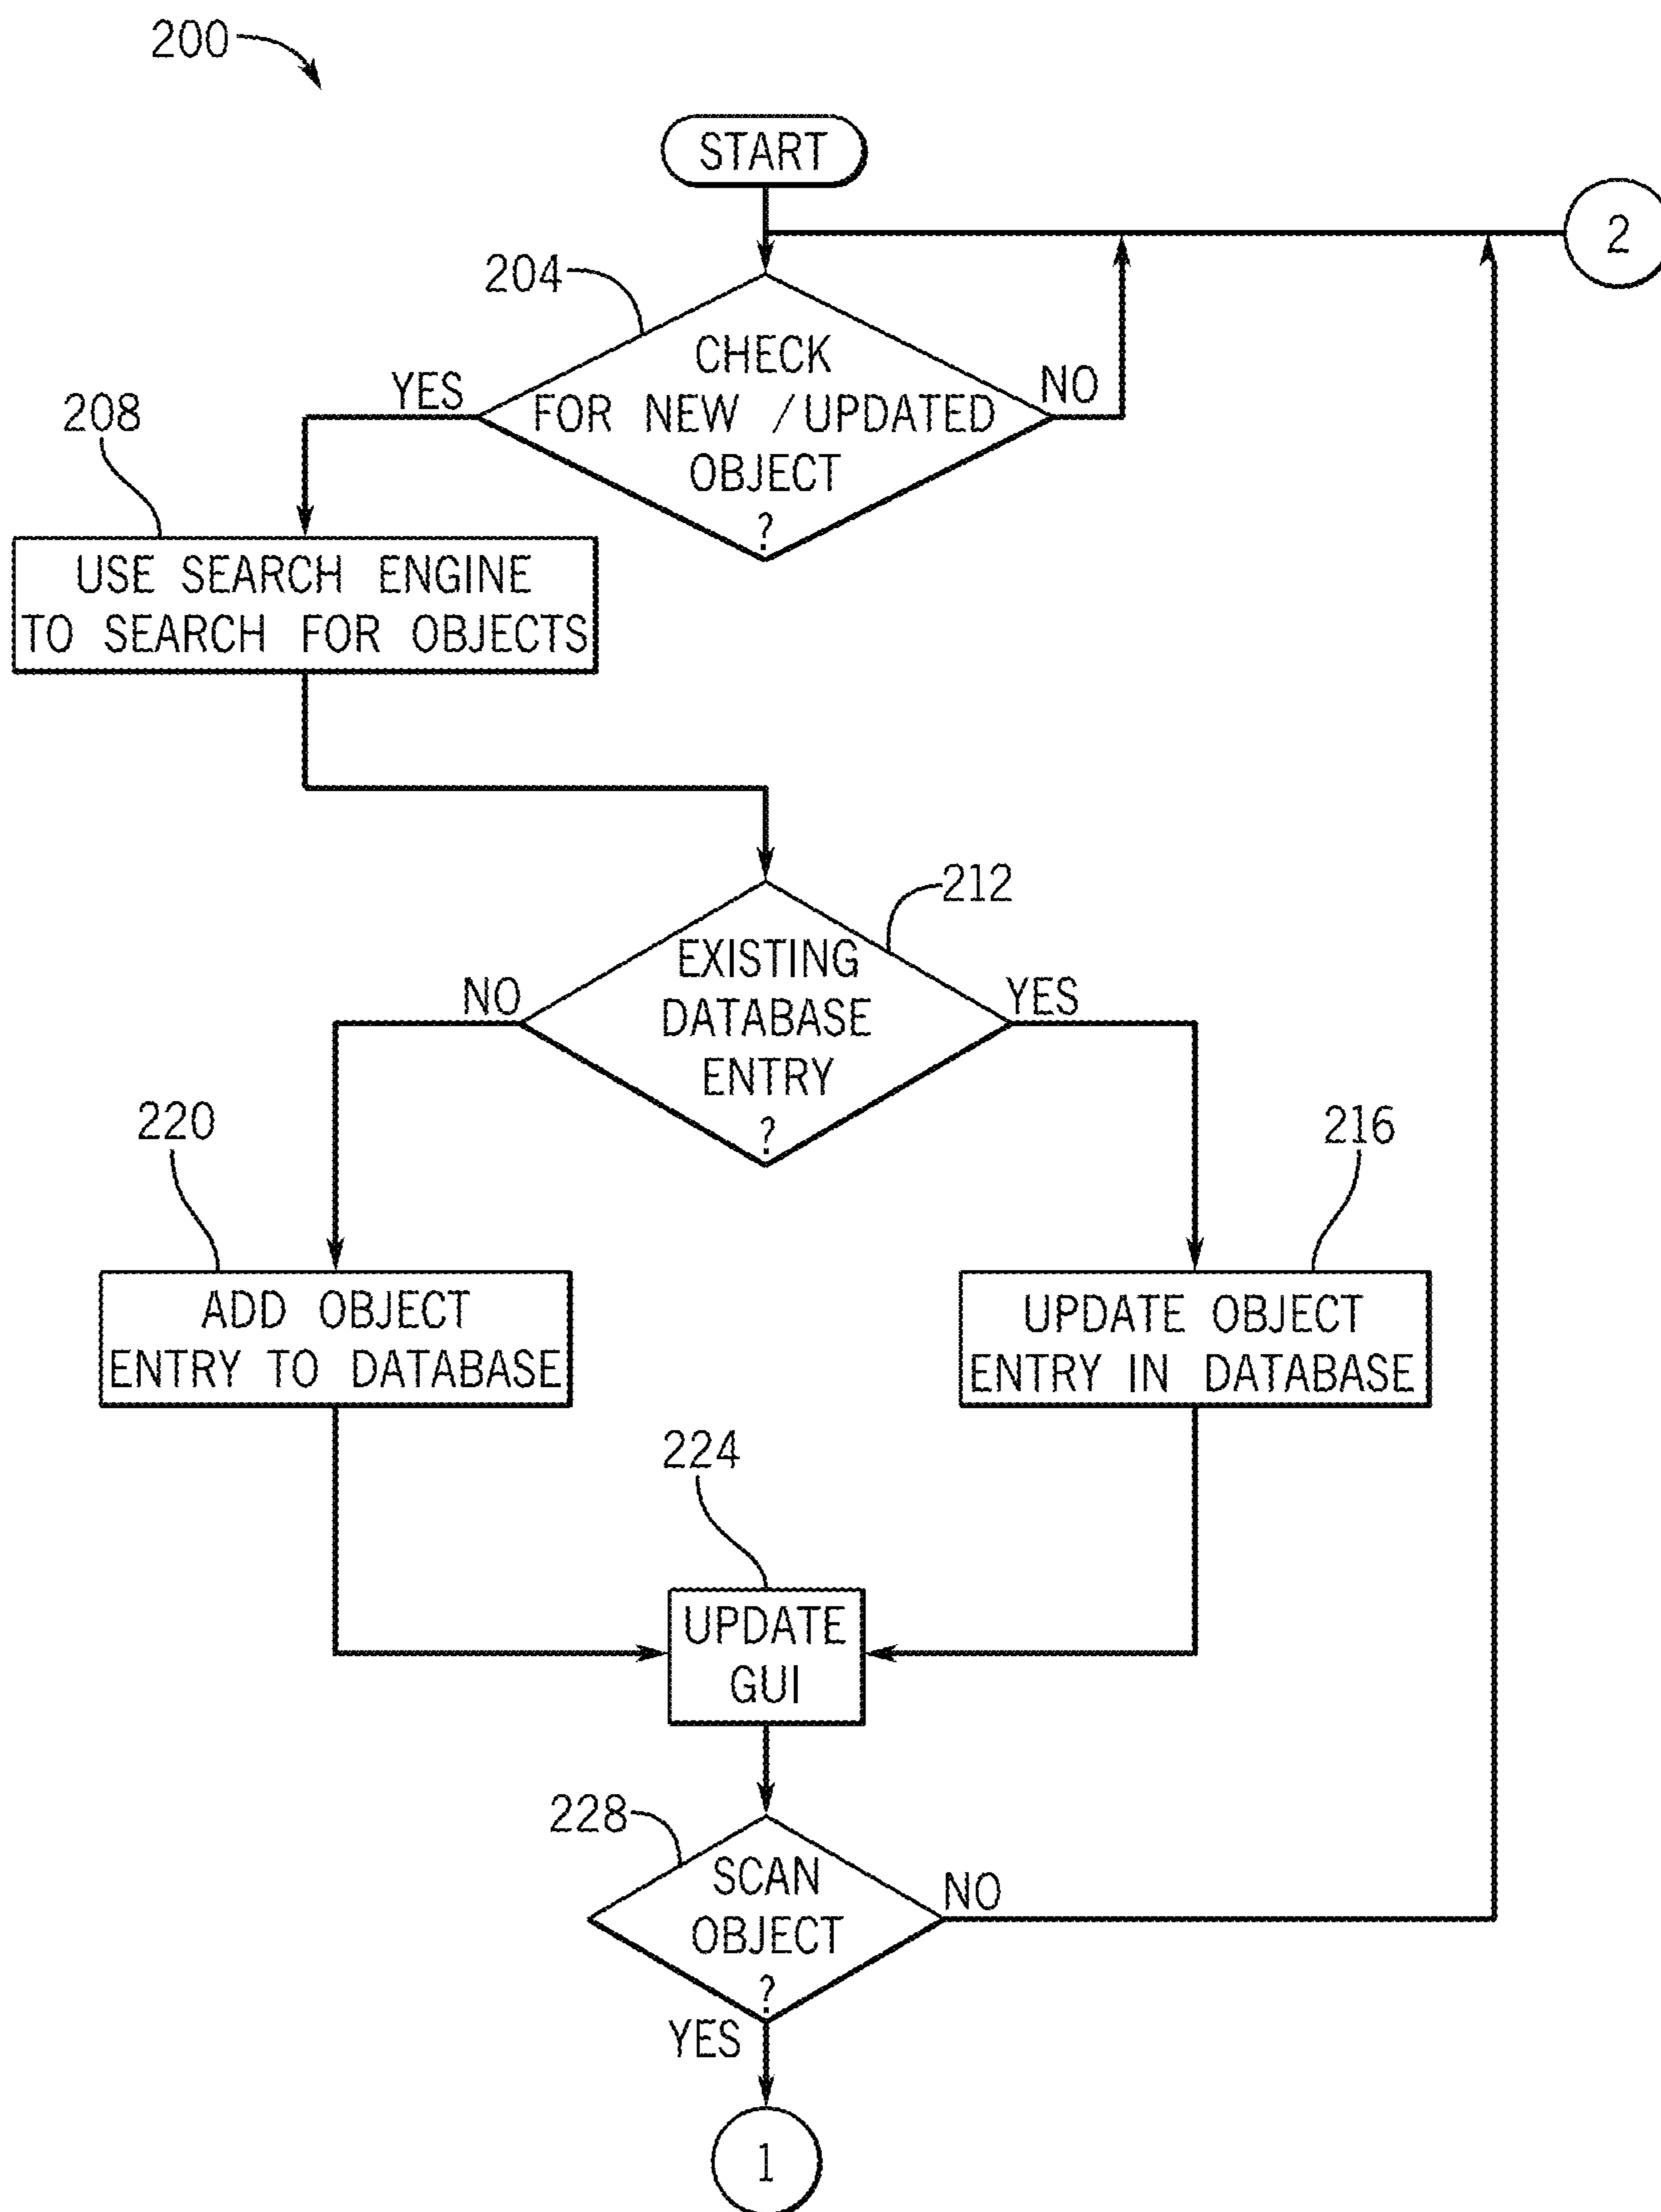 200
START
2
204
CHECK
FOR NEW / UPDATED
OBJECT
?
YES
NO
208
USE SEARCH ENGINE
TO SEARCH FOR OBJECTS
212
EXISTING
DATABASE
ENTRY
?
NO
YES
220
216
ADD OBJECT
ENTRY TO DATABASE
UPDATE OBJECT
ENTRY IN DATABASE
224
UPDATE
GUI
228
SCAN
OBJECT
?
NO
YES
1